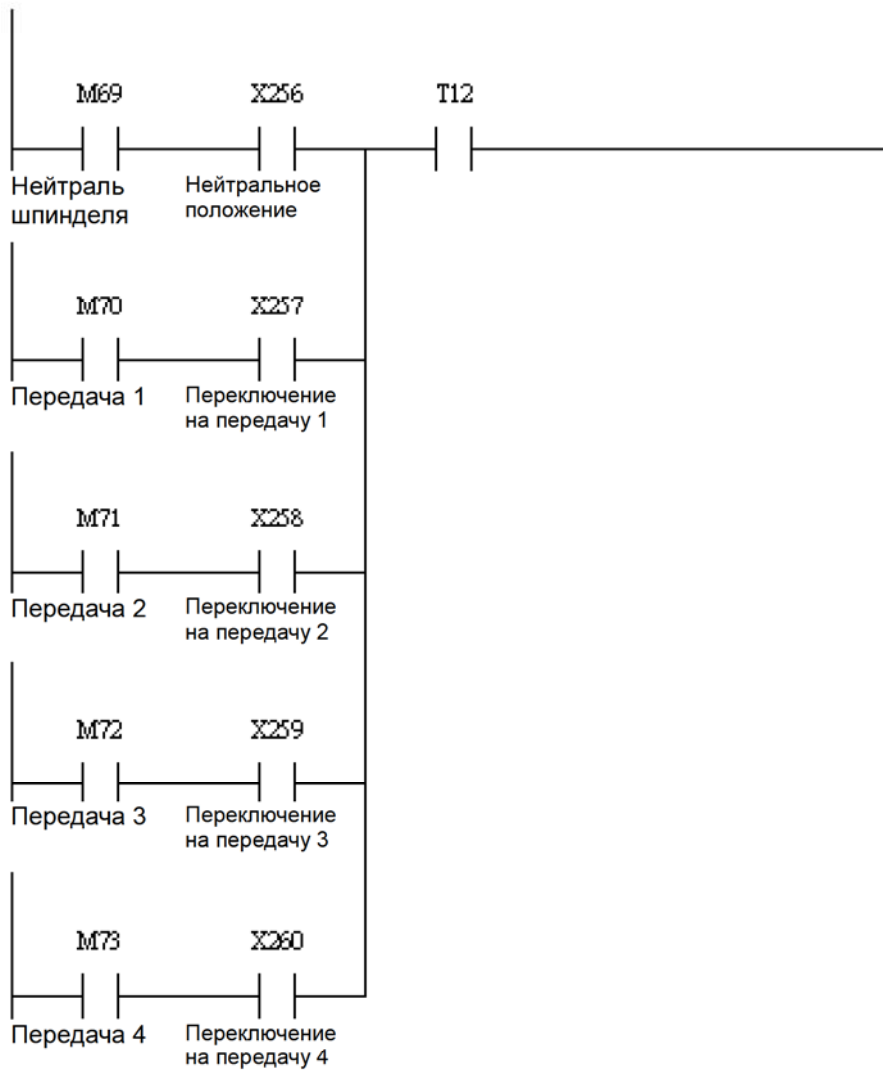 M69 X256 T12
Нейтраль шпинделя
Нейтральное положение
M70 X257
Передача 1
Переключение на передачу 1
M71 X258
Передача 2
Переключение на передачу 2
M72 X259
Передача 3
Переключение на передачу 3
M73 X260
Передача 4
Переключение на передачу 4